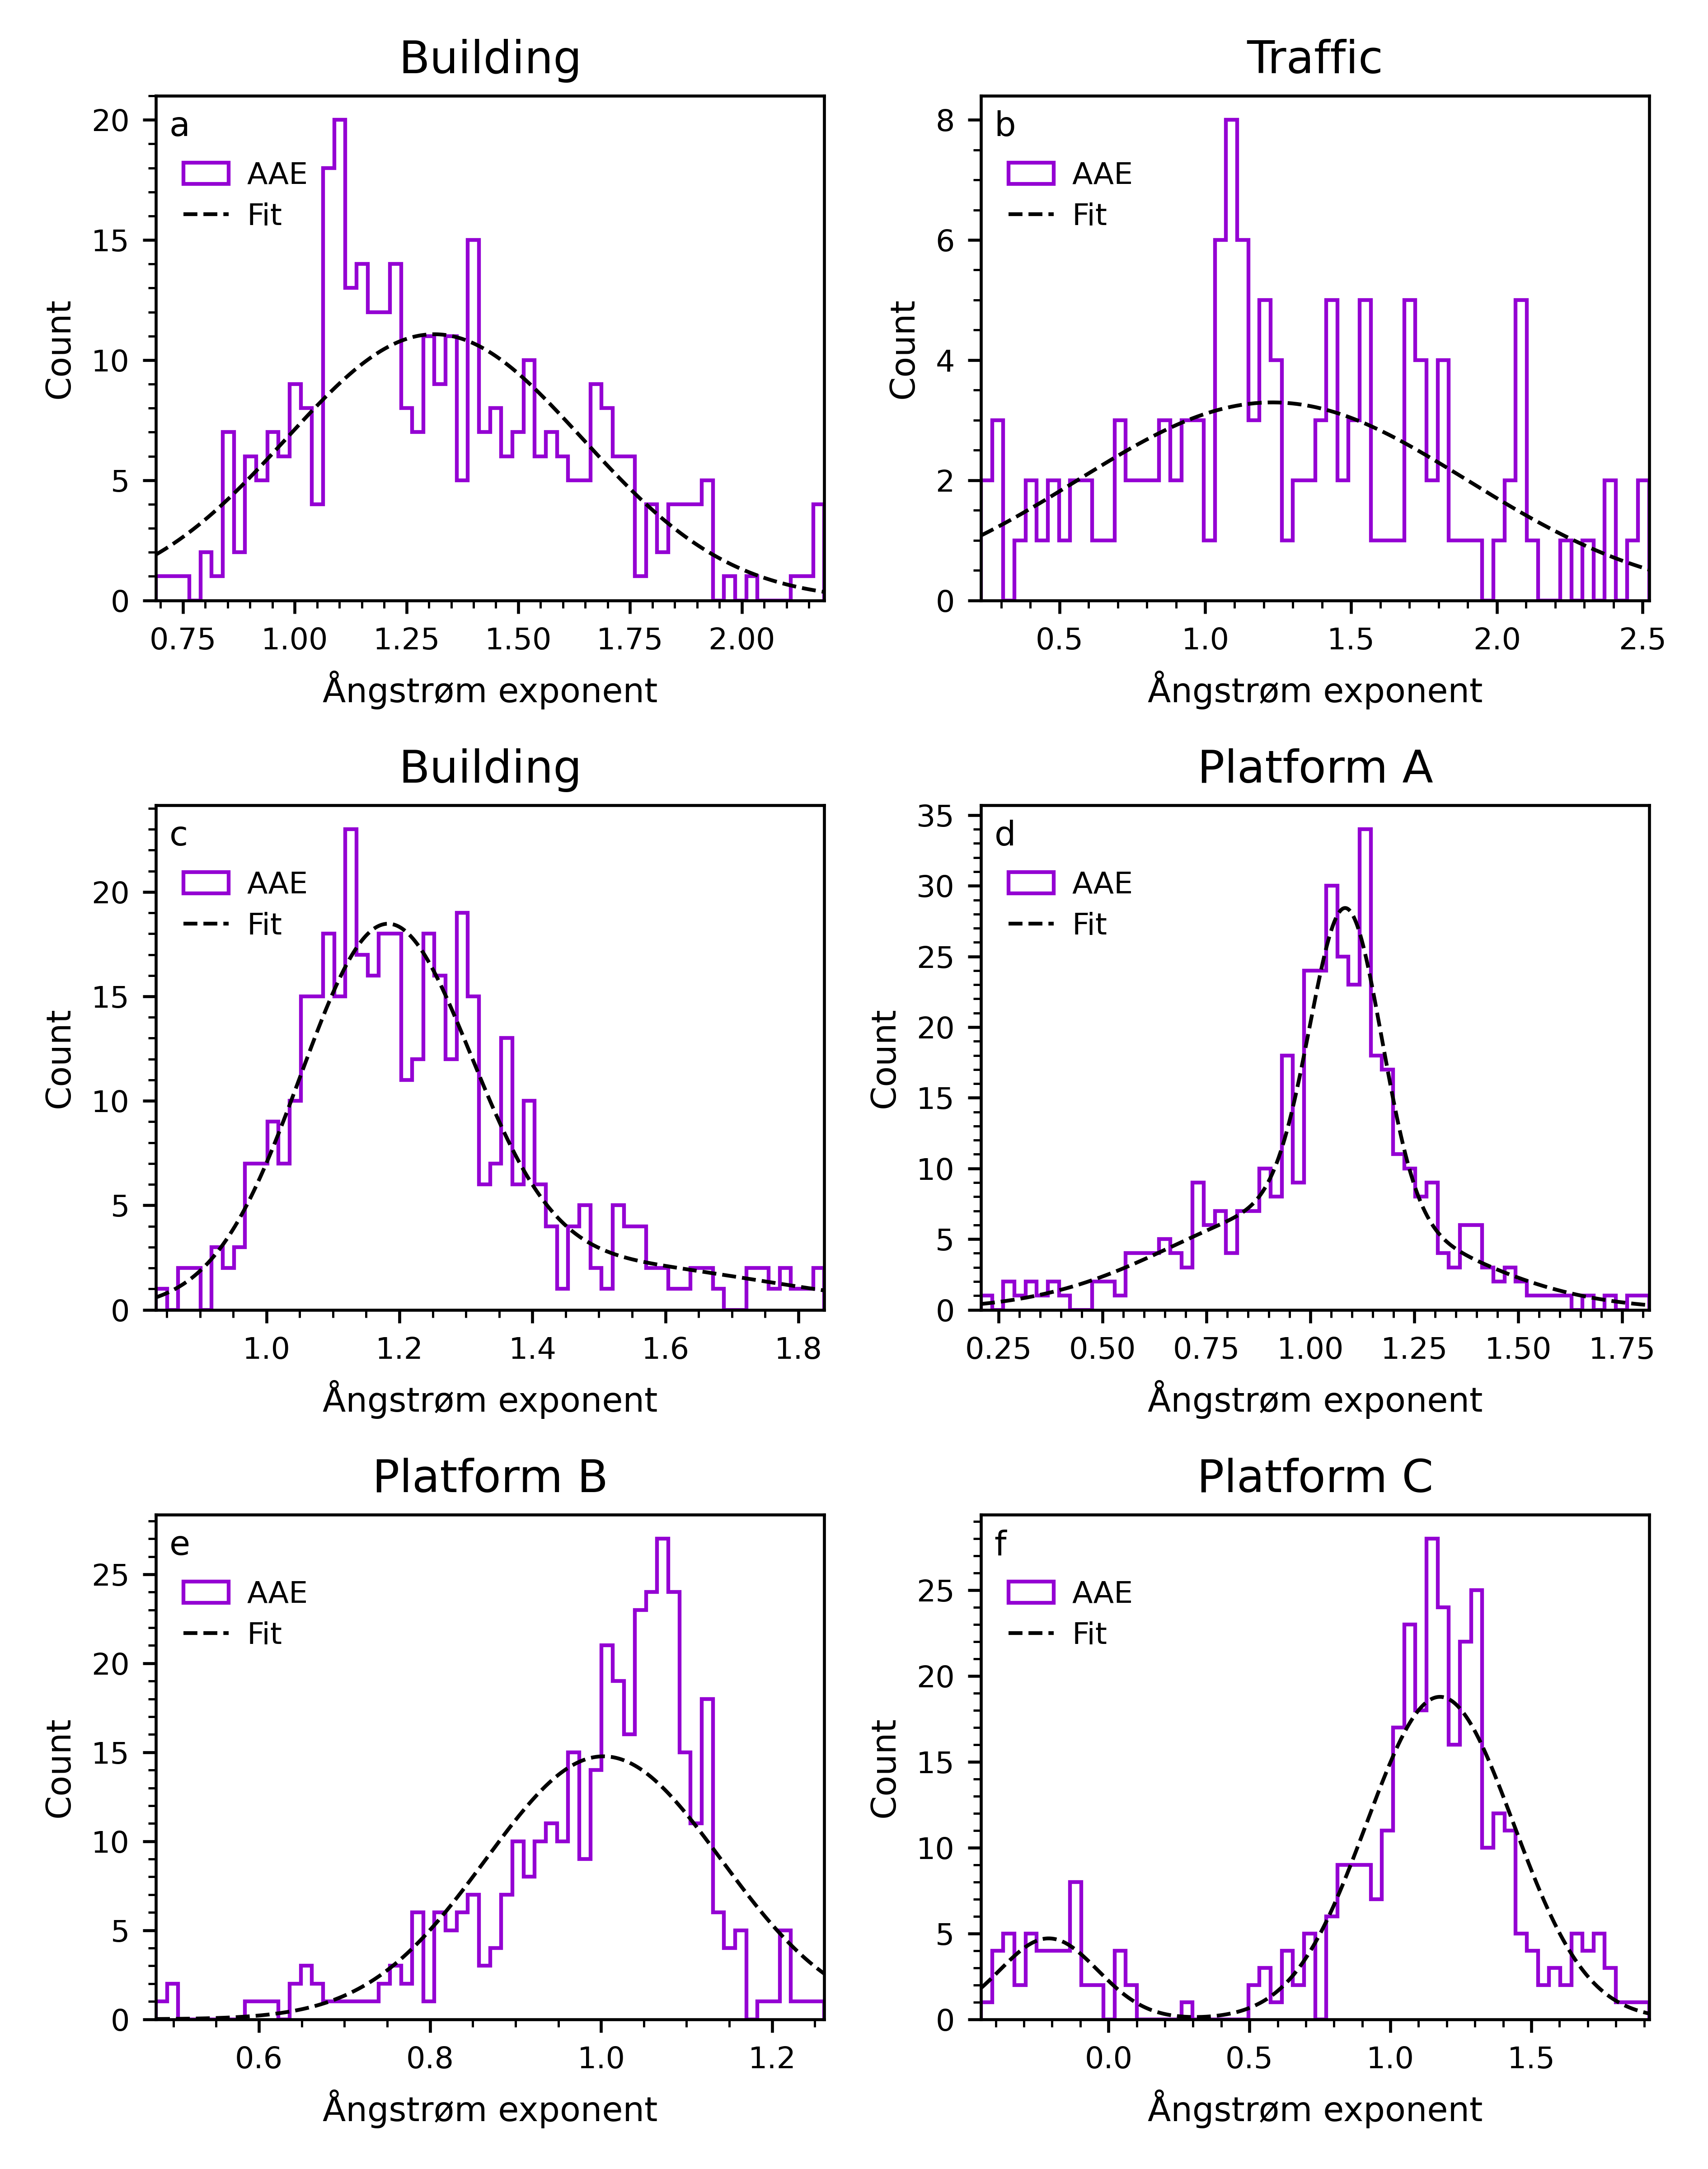 Building
a
AAE
Fit
Count
20
15
10
5
0
0.75 1.00 1.25 1.50 1.75 2.00
Ångstrøm exponent
Traffic
b
AAE
Fit
Count
8
6
4
2
0
0.5 1.0 1.5 2.0 2.5
Ångstrøm exponent
Building
c
AAE
Fit
Count
20
15
10
5
0
1.0 1.2 1.4 1.6 1.8
Ångstrøm exponent
Platform A
d
AAE
Fit
Count
35
30
25
20
15
10
5
0
0.25 0.50 0.75 1.00 1.25 1.50 1.75
Ångstrøm exponent
Platform B
e
AAE
Fit
Count
25
20
15
10
5
0
0.6 0.8 1.0 1.2
Ångstrøm exponent
Platform C
f
AAE
Fit
Count
25
20
15
10
5
0
0.0 0.5 1.0 1.5
Ångstrøm exponent